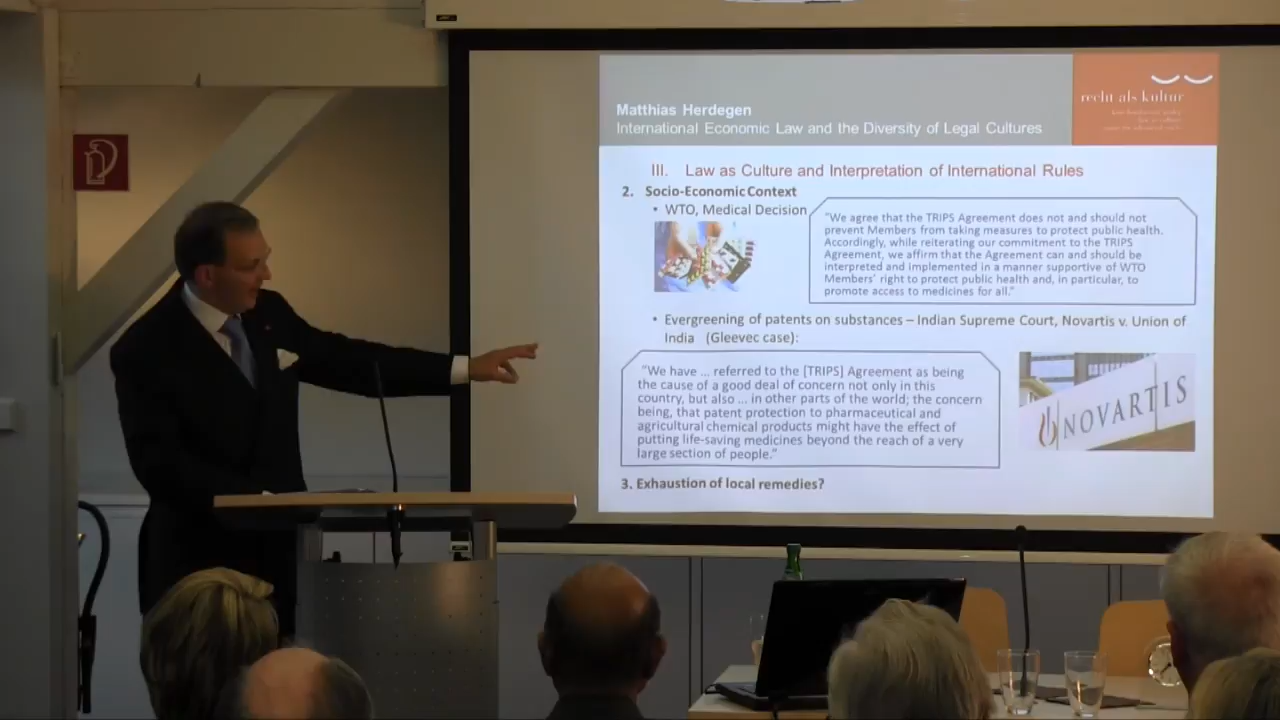 Matthias Herdegen
International Economic Law and the Diversity of Legal Cultures
recht als kultur
III. Law as Culture and Interpretation of International Rules
2. Socio-Economic Context
• WTO, Medical Decision
"We agree that the TRIPS Agreement does not and should not
prevent Members from taking measures to protect public health.
Accordingly, while reiterating our commitment to the TRIPS
Agreement, we affirm that the Agreement can and should be
interpreted and implemented in a manner supportive of WTO
Members' right to protect public health and, in particular, to
promote access to medicines for all."
• Evergreening of patents on substances – Indian Supreme Court, Novartis v. Union of
India (Gleevec case):
"We have ... referred to the [TRIPS] Agreement as being
the cause of a good deal of concern not only in this
country, but also ... in other parts of the world; the concern
being, that patent protection to pharmaceutical and
agricultural chemical products might have the effect of
putting life-saving medicines beyond the reach of a very
large section of people."
NOVARTIS
3. Exhaustion of local remedies?